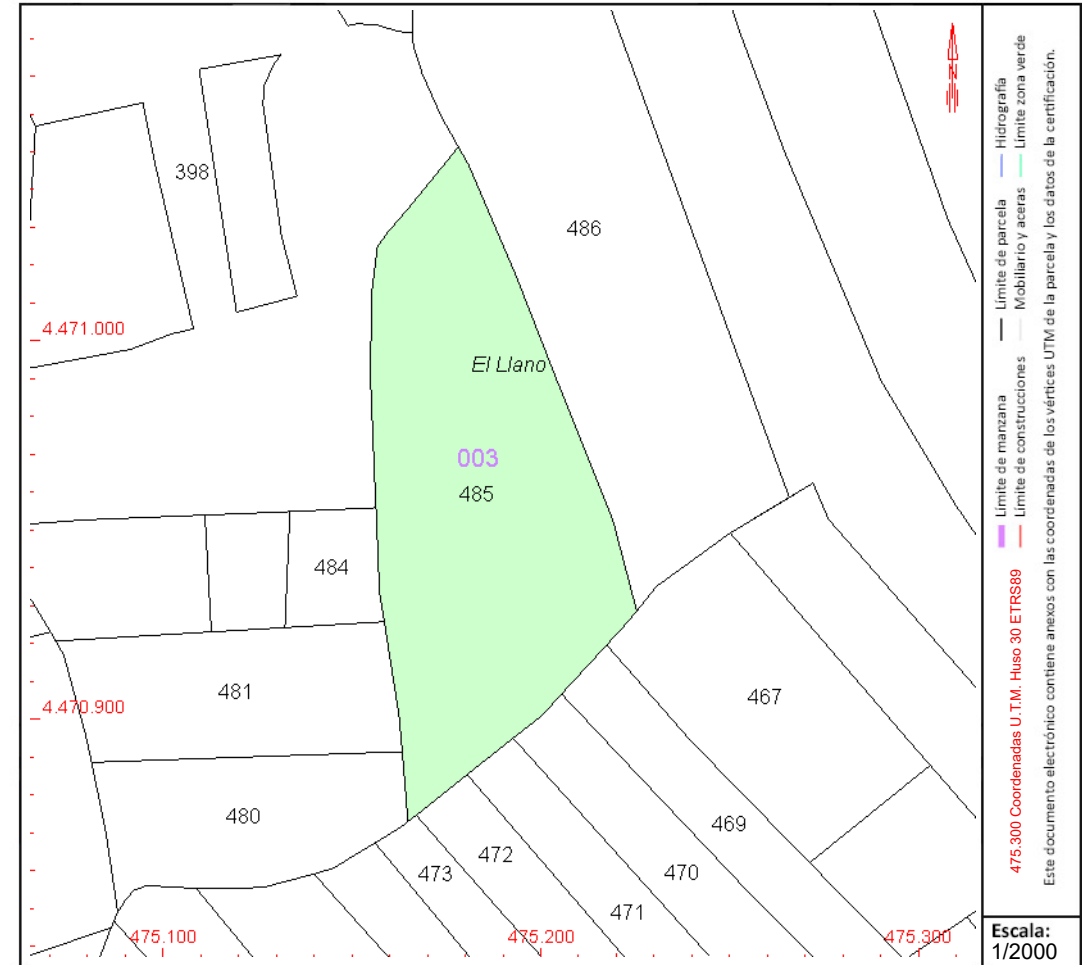 398
486
4.471.000
El Llano
003
485
484
481
467
4.470.900
480
469
472
473
470
471
475.100
475.200
475.300
N
475.300 Coordenadas U.T.M. Huso 30 ETRS89
Límite de manzana
Límite de parcela
Hidrografía
Límite de construcciones
Mobiliario y aceras
Límite zona verde
Este documento electrónico contiene anexos con las coordenadas de los vértices UTM de la parcela y los datos de la certificación.
Escala:
1/2000